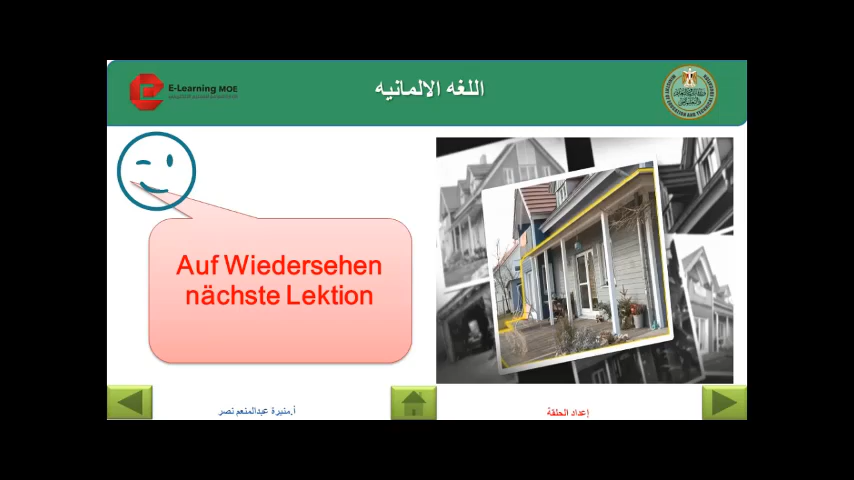 E-Learning MOE
اللغه الالمانيه
Auf Wiedersehen
nächste Lektion
أ.منيرة عبدالمنعم نصر
إعداد الحلقة